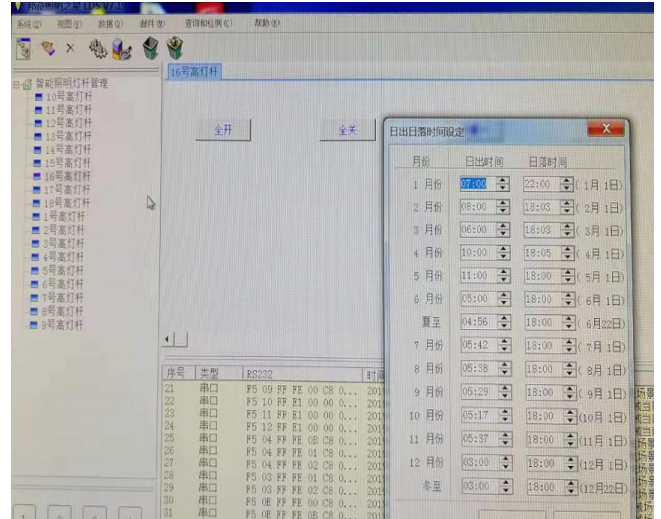 系统(S) 视图(V) 数据(D) 邮件(M) 查询和检测(C) 帮助(H)
16号高灯杆
智能照明灯杆管理
10号高灯杆
11号高灯杆
12号高灯杆
13号高灯杆
14号高灯杆
15号高灯杆
16号高灯杆
17号高灯杆
18号高灯杆
1号高灯杆
2号高灯杆
3号高灯杆
4号高灯杆
5号高灯杆
6号高灯杆
7号高灯杆
8号高灯杆
9号高灯杆
全开 全关
日出日落时间设定
月份 日出时间 日落时间
1 月份 07:00 22:00 ( 1月 1日)
2 月份 08:00 18:03 ( 2月 1日)
3 月份 06:00 18:03 ( 3月 1日)
4 月份 10:00 18:05 ( 4月 1日)
5 月份 11:00 18:00 ( 5月 1日)
6 月份 05:00 18:00 ( 6月 1日)
夏至 04:56 18:00 ( 6月22日)
7 月份 05:42 18:00 ( 7月 1日)
8 月份 05:38 18:00 ( 8月 1日)
9 月份 05:29 18:00 ( 9月 1日)
10 月份 05:17 18:00 (10月 1日)
11 月份 05:37 18:00 (11月 1日)
12 月份 03:00 18:00 (12月 1日)
冬至 03:00 18:00 (12月22日)
序号 类型 RS232 时间
21 串口 F5 09 FF FE 00 C8 0... 201
22 串口 F5 10 FF E1 00 00 0... 201
23 串口 F5 11 FF E1 00 00 0... 201
24 串口 F5 12 FF E1 00 00 0... 201
25 串口 F5 04 FF FE 0B C8 0... 201
26 串口 F5 04 FF FE 01 C8 0... 201
27 串口 F5 04 FF FE 02 C8 0... 201
28 串口 F5 03 FF FE 01 C8 0... 201
29 串口 F5 03 FF FE 02 C8 0... 201
30 串口 F5 0E FF FE 00 C8 0... 201
31 串口 F5 0E FF FE 0B C8 0... 201